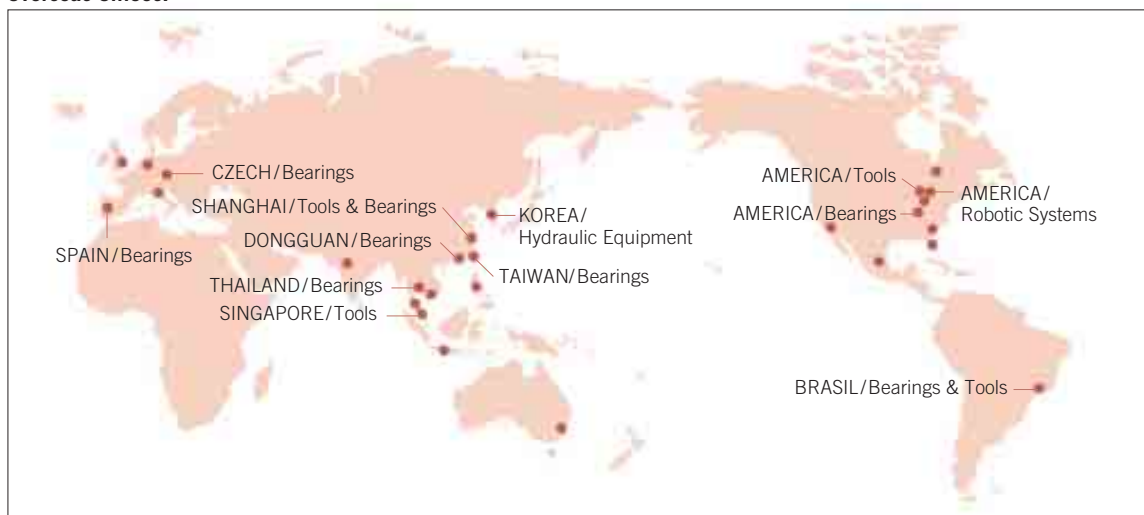 CZECH/Bearings
SHANGHAI/Tools & Bearings
KOREA/
Hydraulic Equipment
DONGGUAN/Bearings
SPAIN/Bearings
TAIWAN/Bearings
THAILAND/Bearings
SINGAPORE/Tools
AMERICA/Tools
AMERICA/
Robotic Systems
AMERICA/Bearings
BRASIL/Bearings & Tools